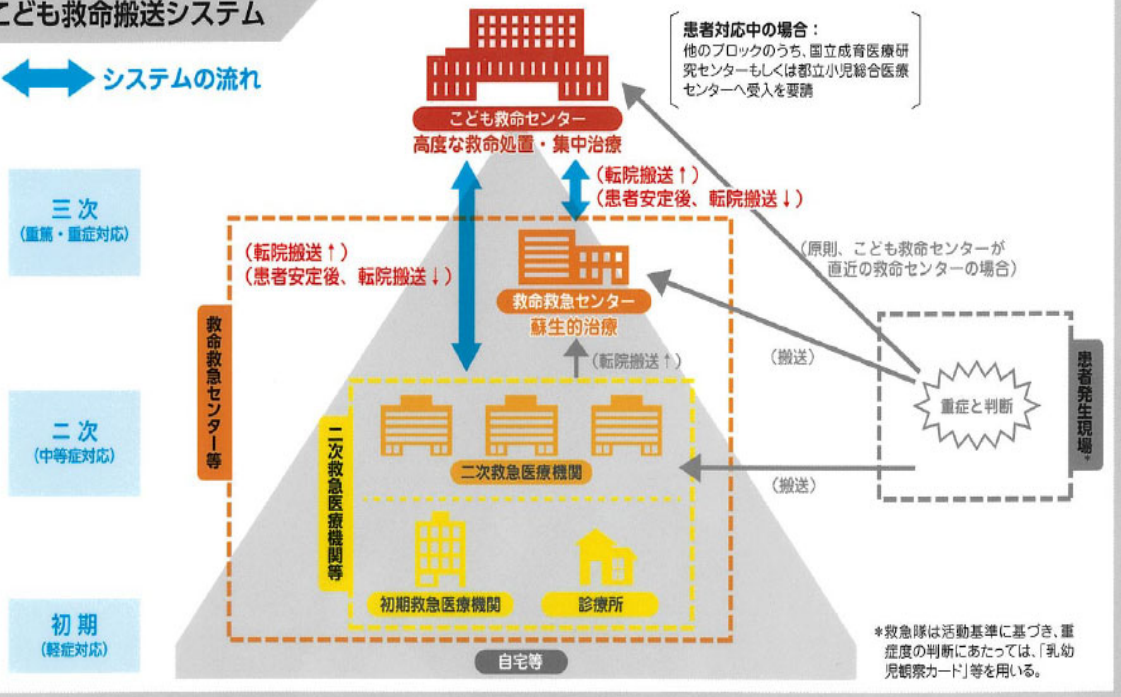 こども救命搬送システム
システムの流れ
患者対応中の場合：
他のブロックのうち、国立成育医療研
究センターもしくは都立小児総合医療
センターへ受入を要請
こども救命センター
高度な救命処置・集中治療
(転院搬送↑)
(患者安定後、転院搬送↓)
三次
(重篤・重症対応)
(転院搬送↑)
(患者安定後、転院搬送↓)
(原則、こども救命センターが
直近の救命センターの場合)
救命救急センター
蘇生的治療
救命救急センター等
(転院搬送↑)
(搬送)
重症と判断
患者発生現場*
二次
(中等症対応)
二次救急医療機関等
二次救急医療機関
(搬送)
初期救急医療機関
診療所
初期
(軽症対応)
自宅等
*救急隊は活動基準に基づき、重
症度の判断にあたっては、「乳幼
児観察カード」等を用いる。